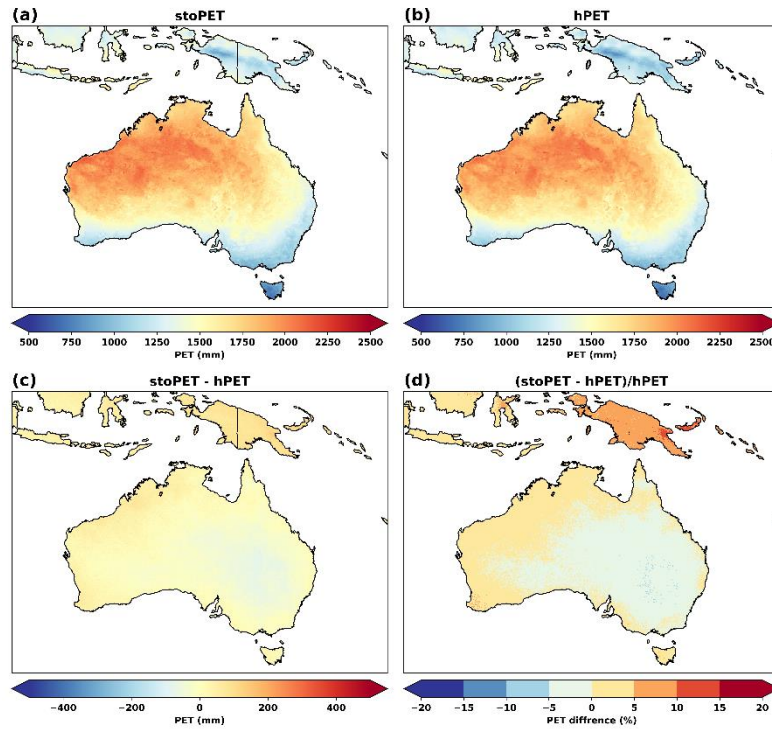 (a) stoPET
(b) hPET
500 750 1000 1250 1500 1750 2000 2250 2500
PET (mm)
500 750 1000 1250 1500 1750 2000 2250 2500
PET (mm)
(c) stoPET - hPET
(d) (stoPET - hPET)/hPET
−400 −200 0 200 400
PET (mm)
−20 −15 −10 −5 0 5 10 15 20
PET diffrence (%)